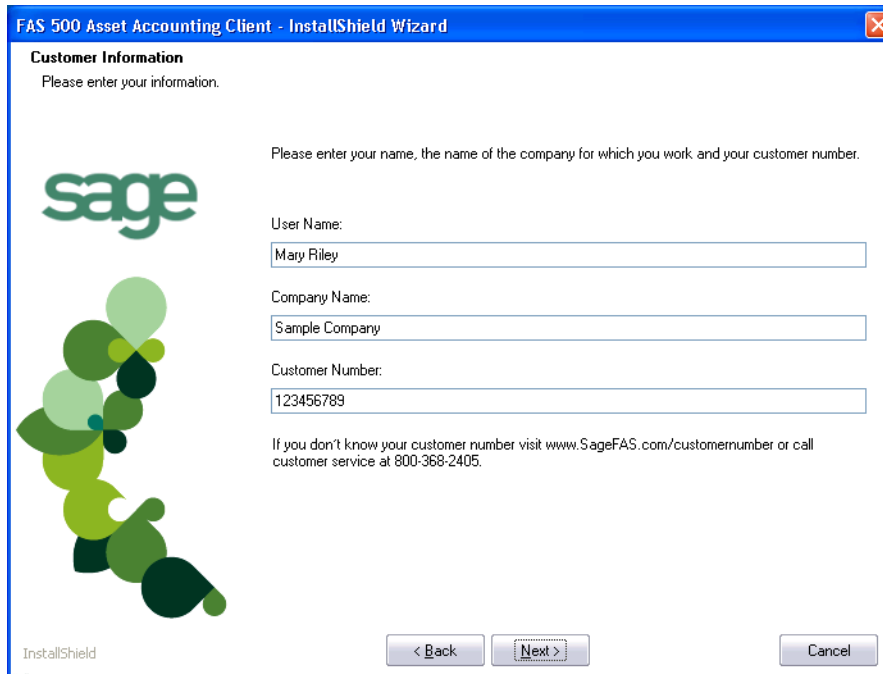 FAS 500 Asset Accounting Client - InstallShield Wizard
Customer Information
Please enter your information.
Please enter your name, the name of the company for which you work and your customer number.
sage
User Name:
Mary Riley
Company Name:
Sample Company
Customer Number:
123456789
If you don't know your customer number visit www.SageFAS.com/customernumber or call
customer service at 800-368-2405.
InstallShield
< Back
Next >
Cancel